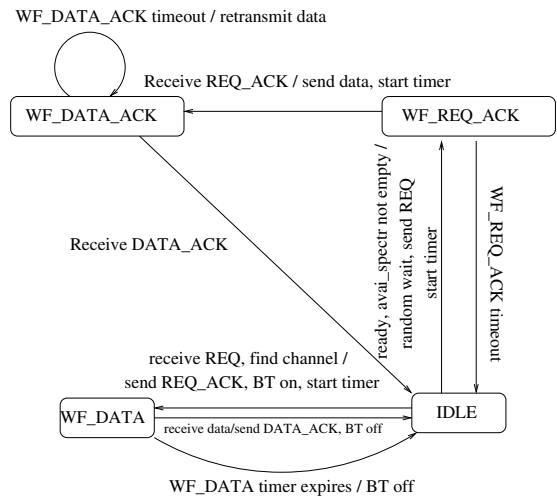 WF_DATA_ACK timeout / retransmit data
Receive REQ_ACK / send data, start timer
WF_DATA_ACK
WF_REQ_ACK
ready, avai_spectr not empty /
random wait, send REQ
start timer
WF_REQ_ACK timeout
Receive DATA_ACK
receive REQ, find channel /
send REQ_ACK, BT on, start timer
WF_DATA
IDLE
receive data/send DATA_ACK, BT off
WF_DATA timer expires / BT off